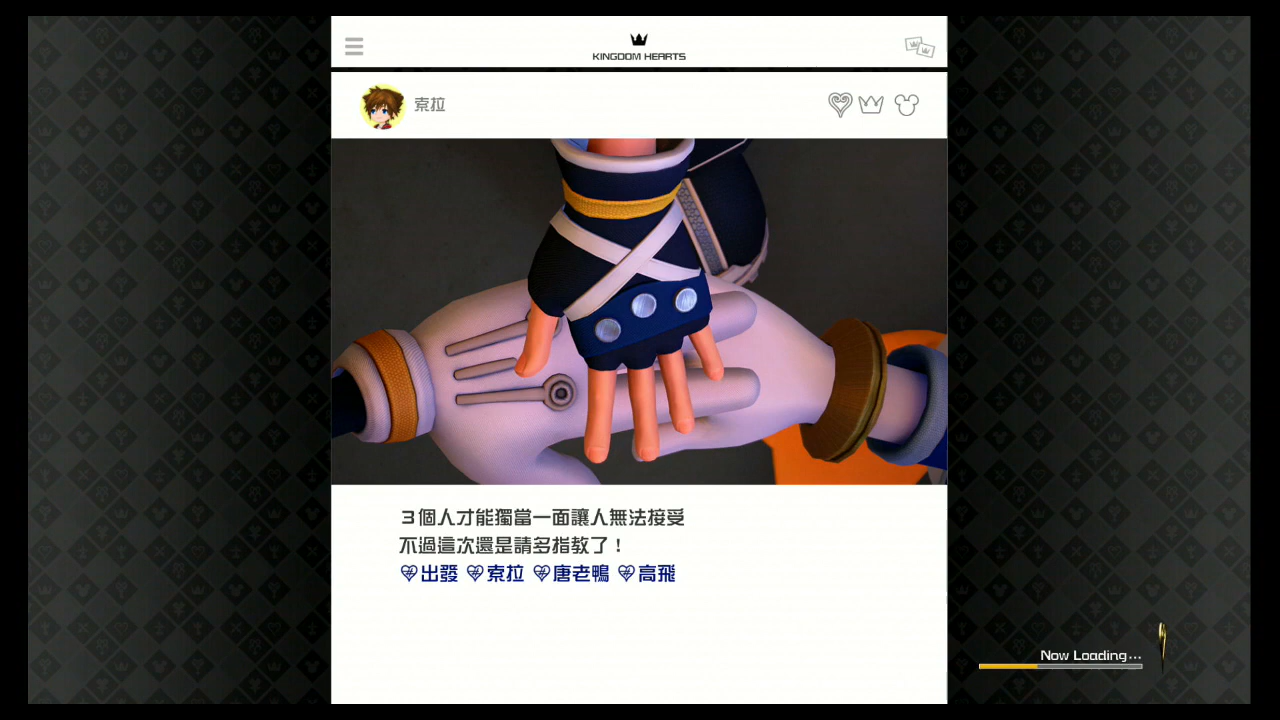 KINGDOM HEARTS
索拉
３個人才能獨當一面讓人無法接受
不過這次還是請多指教了！
出發 索拉 唐老鴨 高飛
Now Loading...